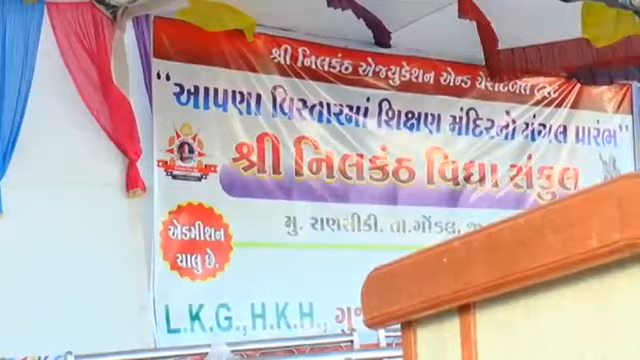 શ્રી નિલકંઠ એજ્યુકેશન એન્ડ ચેરીટેબલ ટ્રસ્ટ
"આપણા વિસ્તારમાં શિક્ષણ મંદિરનો મંગલ પ્રારંભ"
શ્રી નિલકંઠ વિદ્યા સંકુલ
મુ. રાણસીકી. તા.ગોંડલ,
એડમીશન
ચાલુ છે.
L.K.G.,H.K.H.,